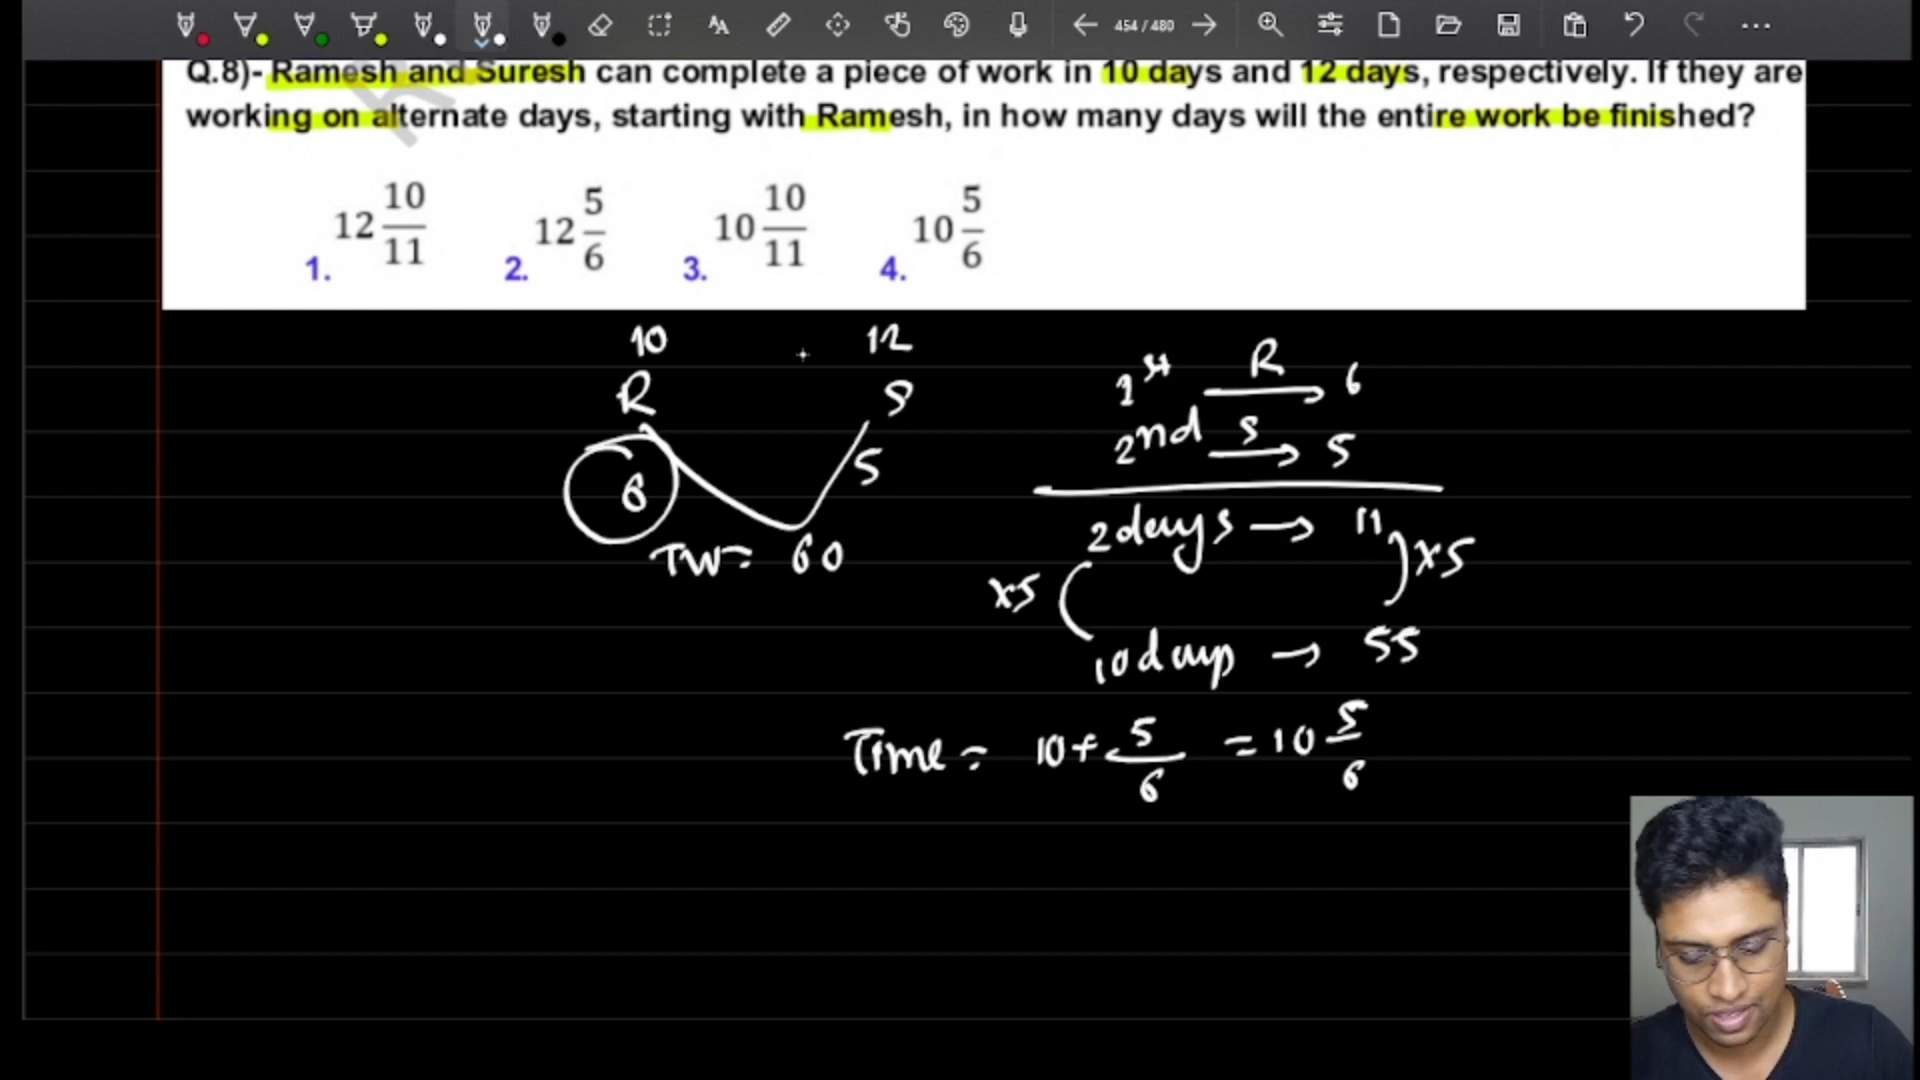 454 / 480
Q.8)- Ramesh and Suresh can complete a piece of work in 10 days and 12 days, respectively. If they are
working on alternate days, starting with Ramesh, in how many days will the entire work be finished?
1. 12 10/11 2. 12 5/6 3. 10 10/11 4. 10 5/6
10 12
R S
6 5
TW = 60
1st R → 6
2nd S → 5
2 days → 11
×5 ×5
10 days → 55
Time = 10 + 5/6 = 10 5/6